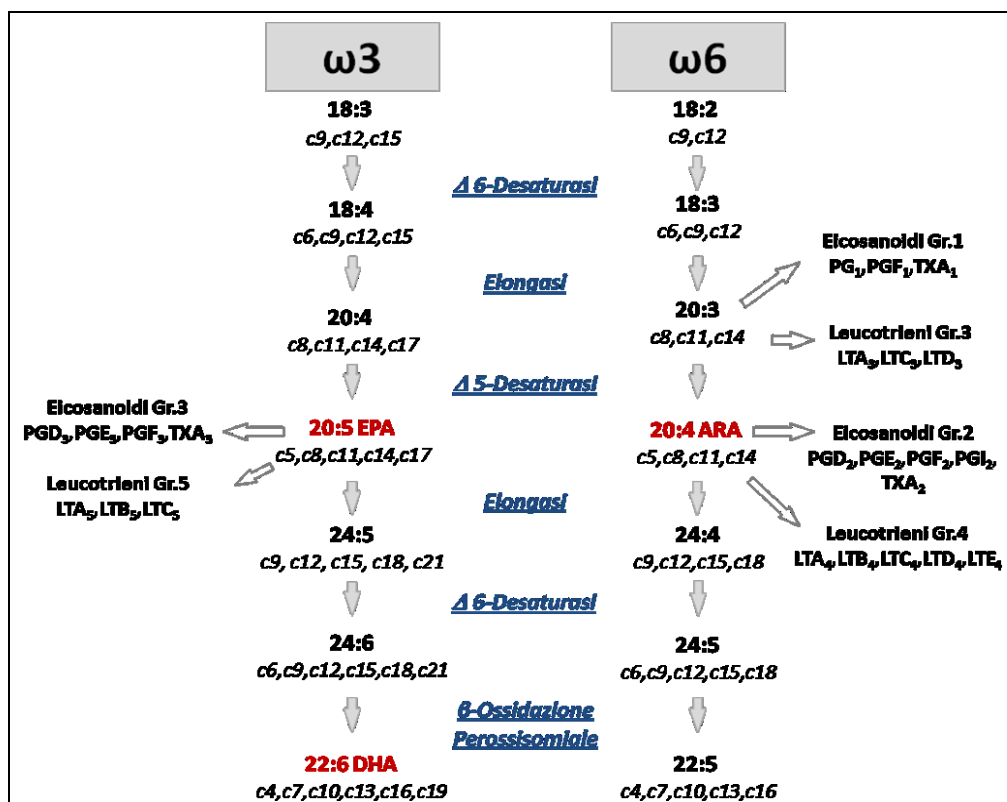 ω3
ω6
18:3
18:2
c9,c12,c15
c9,c12
Δ 6-Desaturasi
18:4
18:3
c6,c9,c12,c15
c6,c9,c12
Eicosanoidi Gr.1
PG₁,PGF₁,TXA₁
Elongasi
20:4
20:3
c8,c11,c14,c17
c8,c11,c14
Leucotrieni Gr.3
LTA₃,LTC₃,LTD₃
Δ 5-Desaturasi
Eicosanoidi Gr.3
PGD₃,PGE₃,PGF₃,TXA₃
20:5 EPA
20:4 ARA
c5,c8,c11,c14,c17
c5,c8,c11,c14
Eicosanoidi Gr.2
PGD₂,PGE₂,PGF₂,PGI₂,
TXA₂
Leucotrieni Gr.5
LTA₅,LTB₅,LTC₅
Elongasi
24:5
24:4
c9, c12, c15, c18, c21
c9,c12,c15,c18
Leucotrieni Gr.4
LTA₄,LTB₄,LTC₄,LTD₄,LTE₄
Δ 6-Desaturasi
24:6
24:5
c6,c9,c12,c15,c18,c21
c6,c9,c12,c15,c18
β-Ossidazione
Perossisomiale
22:6 DHA
22:5
c4,c7,c10,c13,c16,c19
c4,c7,c10,c13,c16